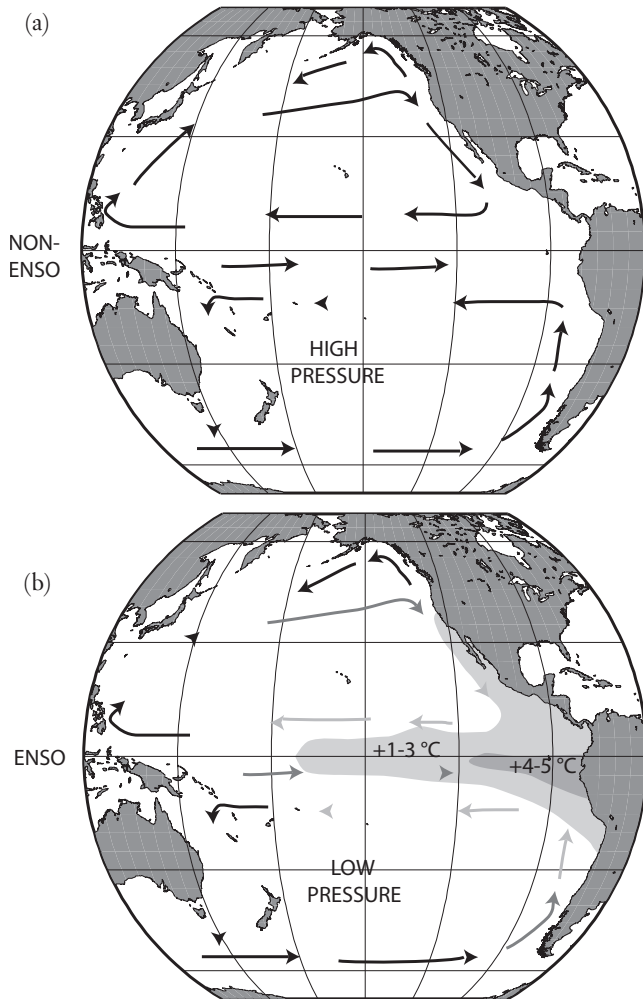 (a)
NON-
ENSO
HIGH
PRESSURE
(b)
ENSO
+1-3 °C
+4-5 °C
LOW
PRESSURE